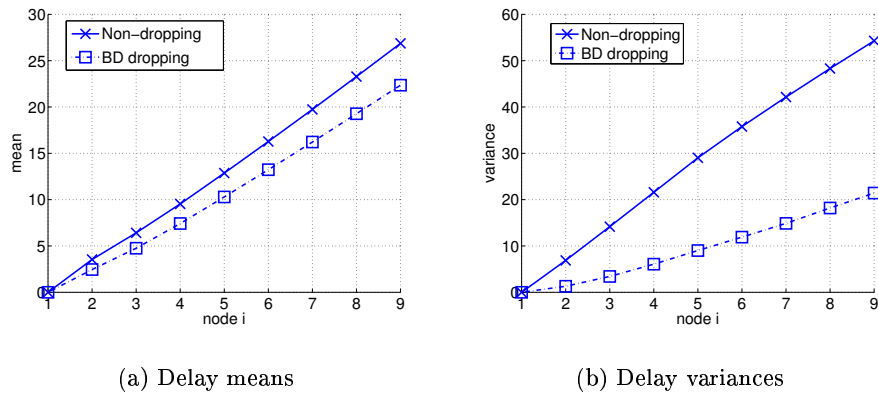 30
25
20
15
10
5
0
1 2 3 4 5 6 7 8 9
mean
node i
Non-dropping
BD dropping
(a) Delay means
60
50
40
30
20
10
0
1 2 3 4 5 6 7 8 9
variance
node i
Non-dropping
BD dropping
(b) Delay variances